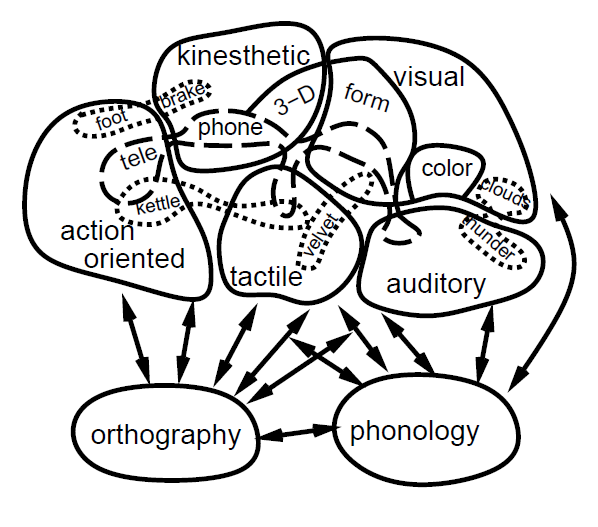 kinesthetic
visual
brake
3-D
form
foot
phone
tele
color
clouds
kettle
velvet
thunder
action
oriented
tactile
auditory
orthography
phonology